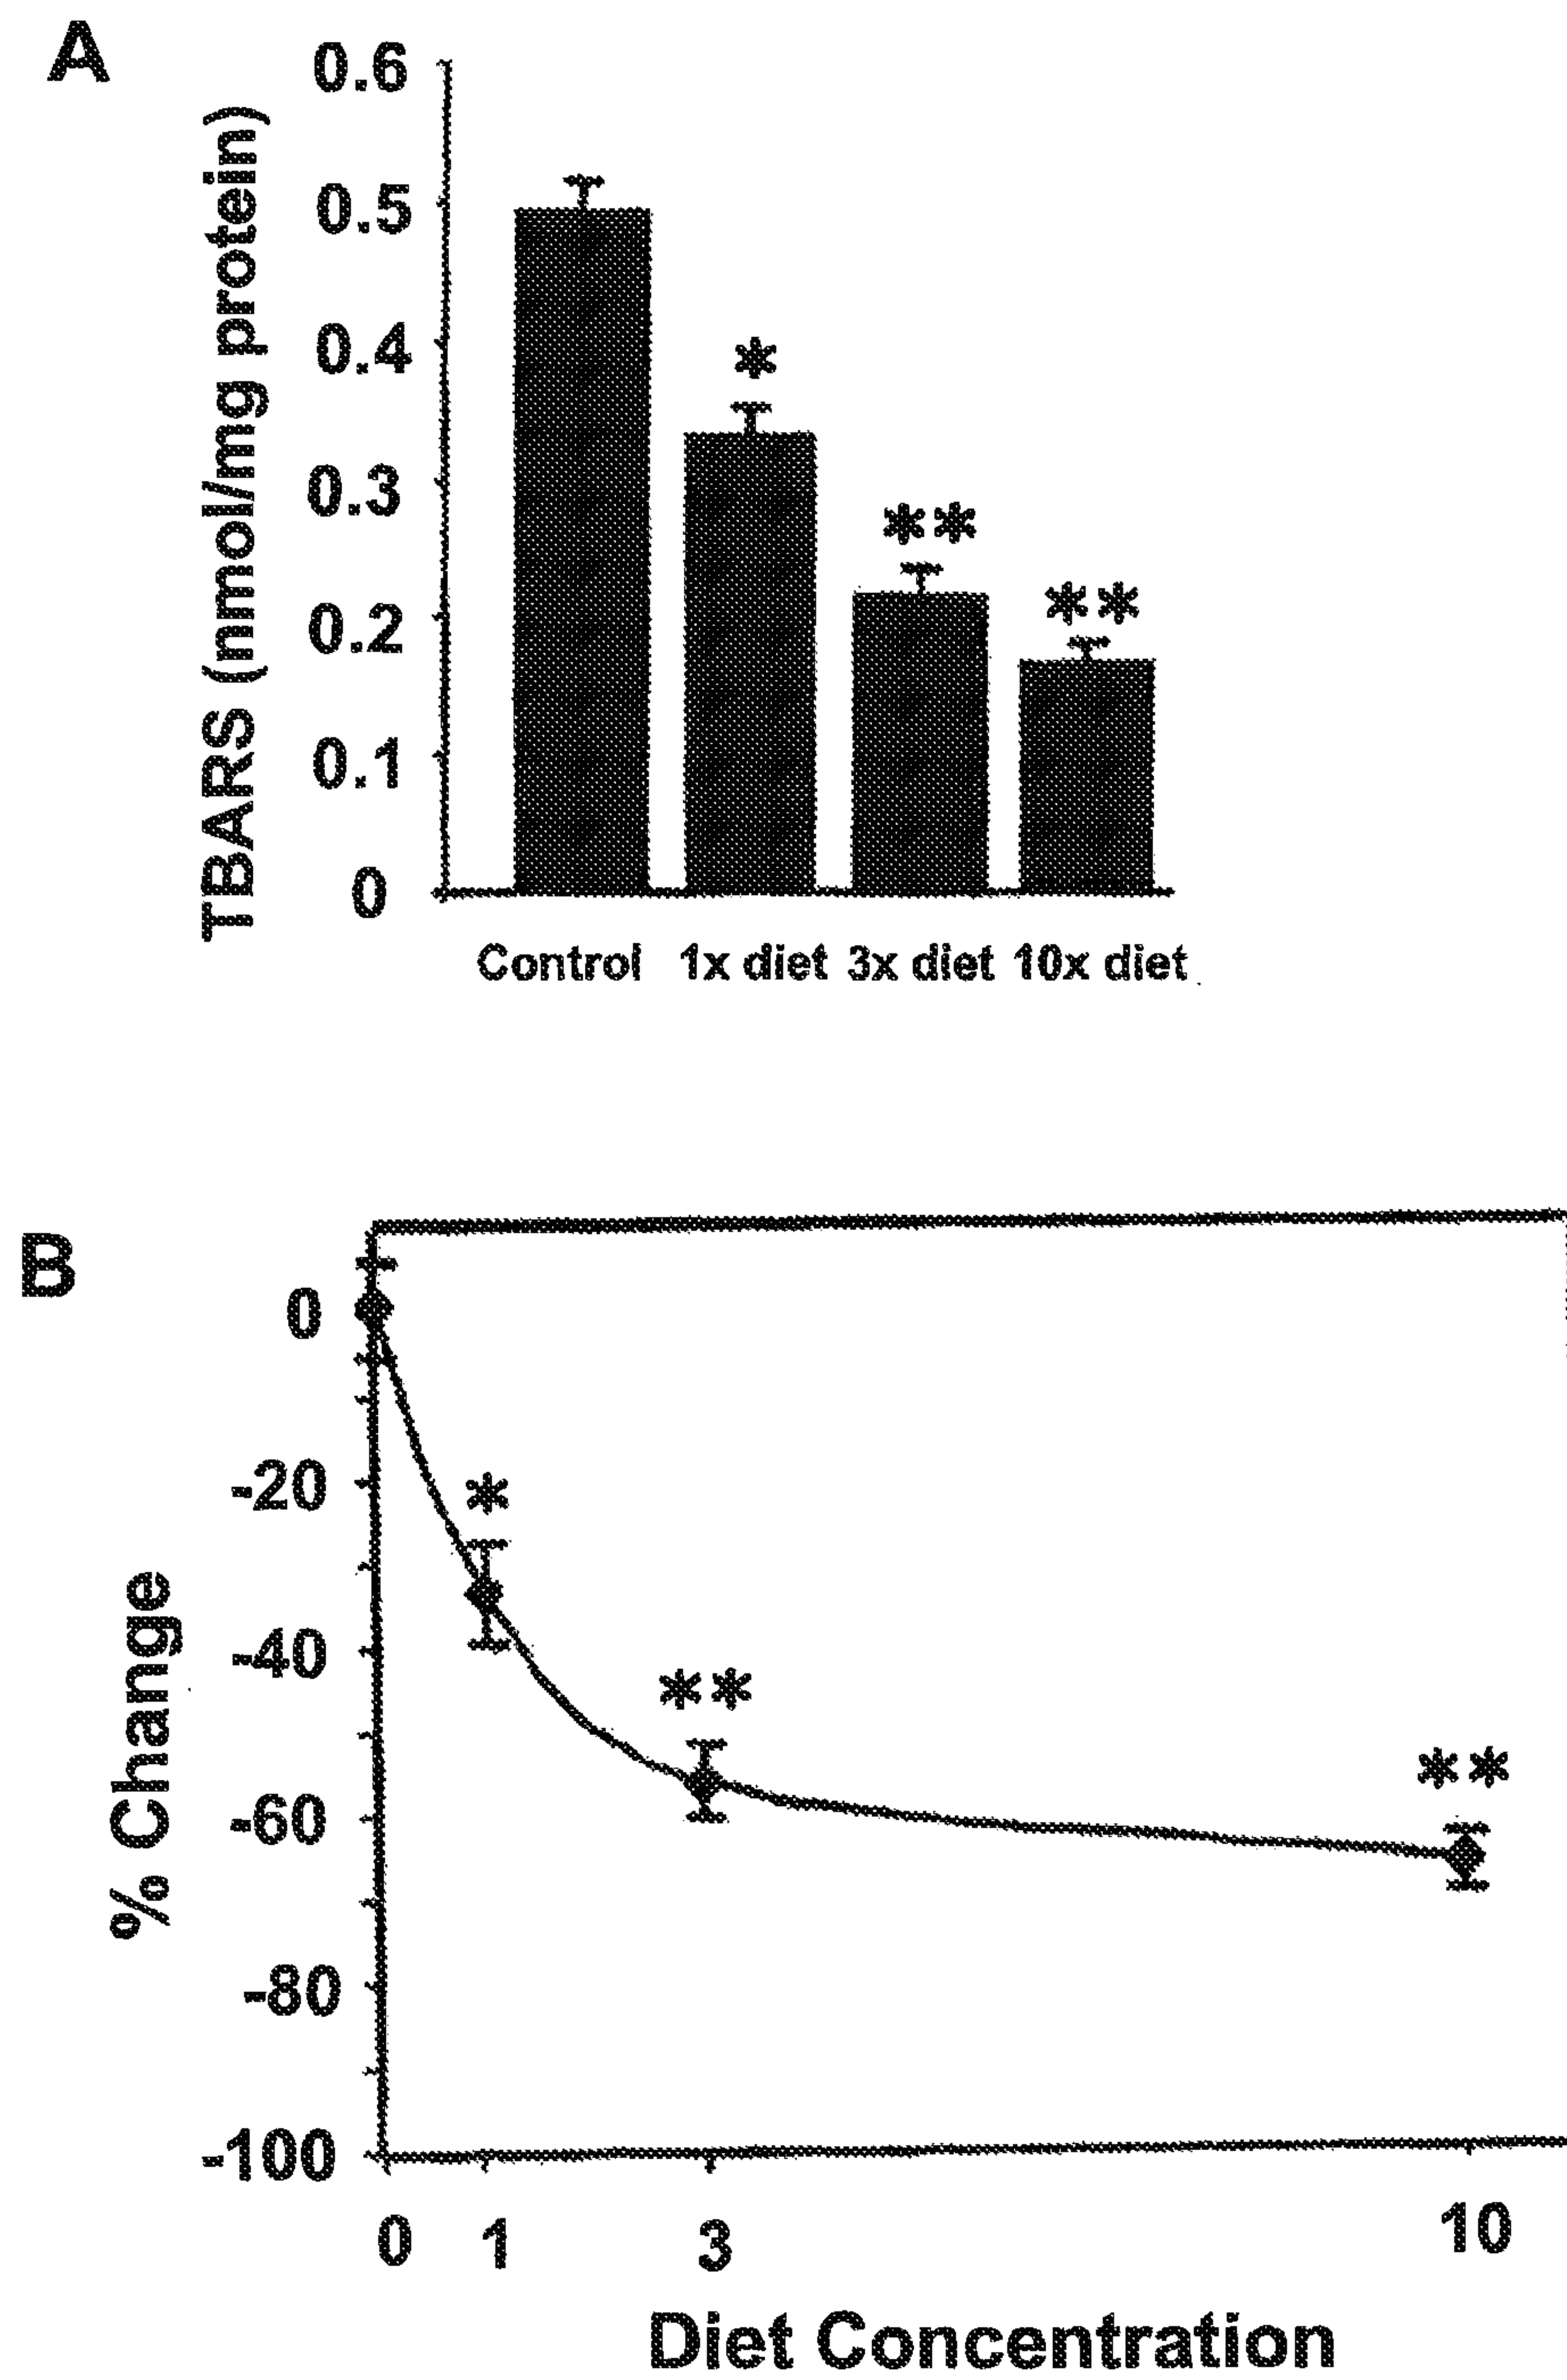 A
TBARS (nmol/mg protein)
0.6
0.5
0.4
0.3
0.2
0.1
0
*
**
**
Control 1x diet 3x diet 10x diet
B
% Change
0
-20
-40
-60
-80
-100
*
**
**
0 1 3 10
Diet Concentration